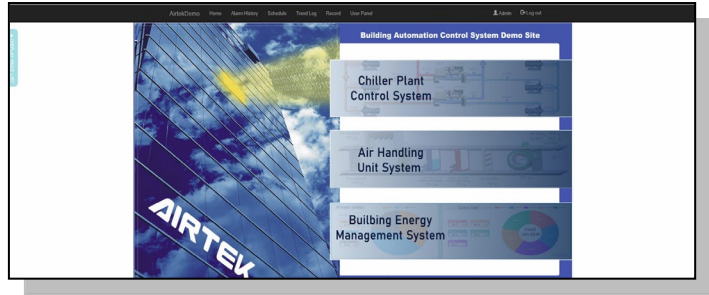 AirtekDemo Home Alarm History Schedule Trend Log Record User Panel Admin Log out
Building Automation Control System Demo Site
Chiller Plant
Control System
Air Handling
Unit System
Builbing Energy
Management System
AIRTEK